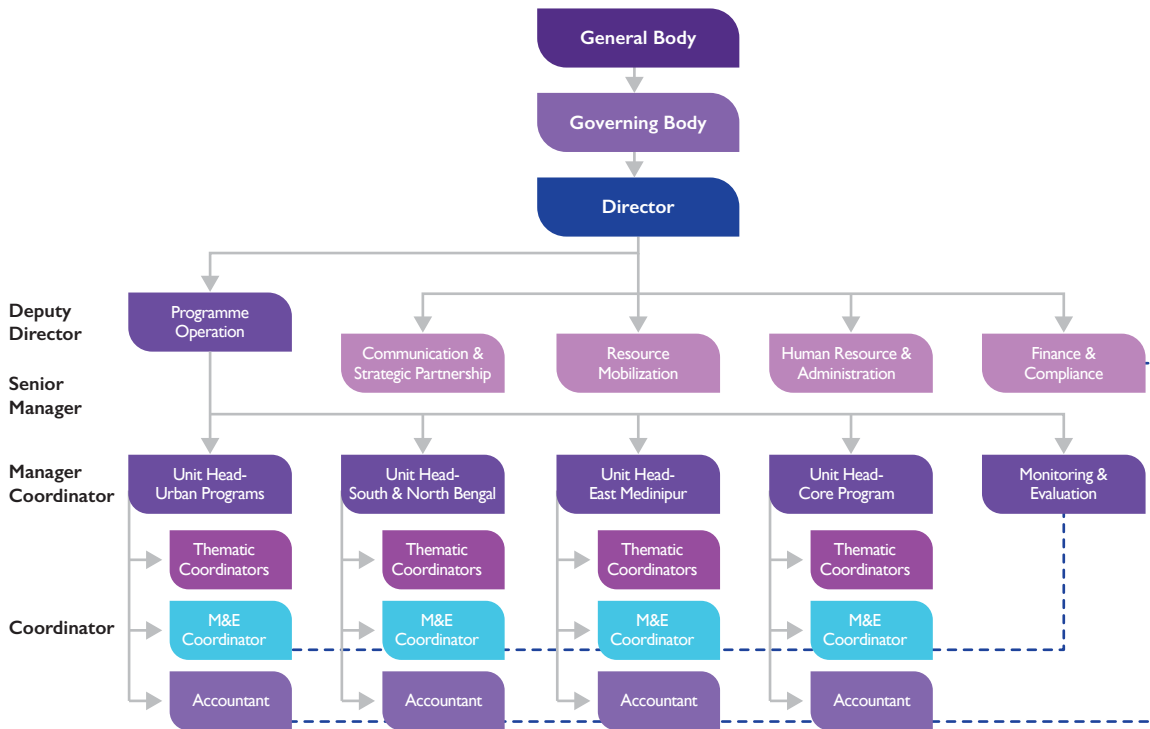 General Body
Governing Body
Director
Deputy
Director
Programme
Operation
Communication &
Strategic Partnership
Resource
Mobilization
Human Resource &
Administration
Finance &
Compliance
Senior
Manager
Manager
Coordinator
Unit Head-
Urban Programs
Unit Head-
South & North Bengal
Unit Head-
East Medinipur
Unit Head-
Core Program
Monitoring &
Evaluation
Thematic
Coordinators
Thematic
Coordinators
Thematic
Coordinators
Thematic
Coordinators
Coordinator
M&E
Coordinator
M&E
Coordinator
M&E
Coordinator
M&E
Coordinator
Accountant
Accountant
Accountant
Accountant